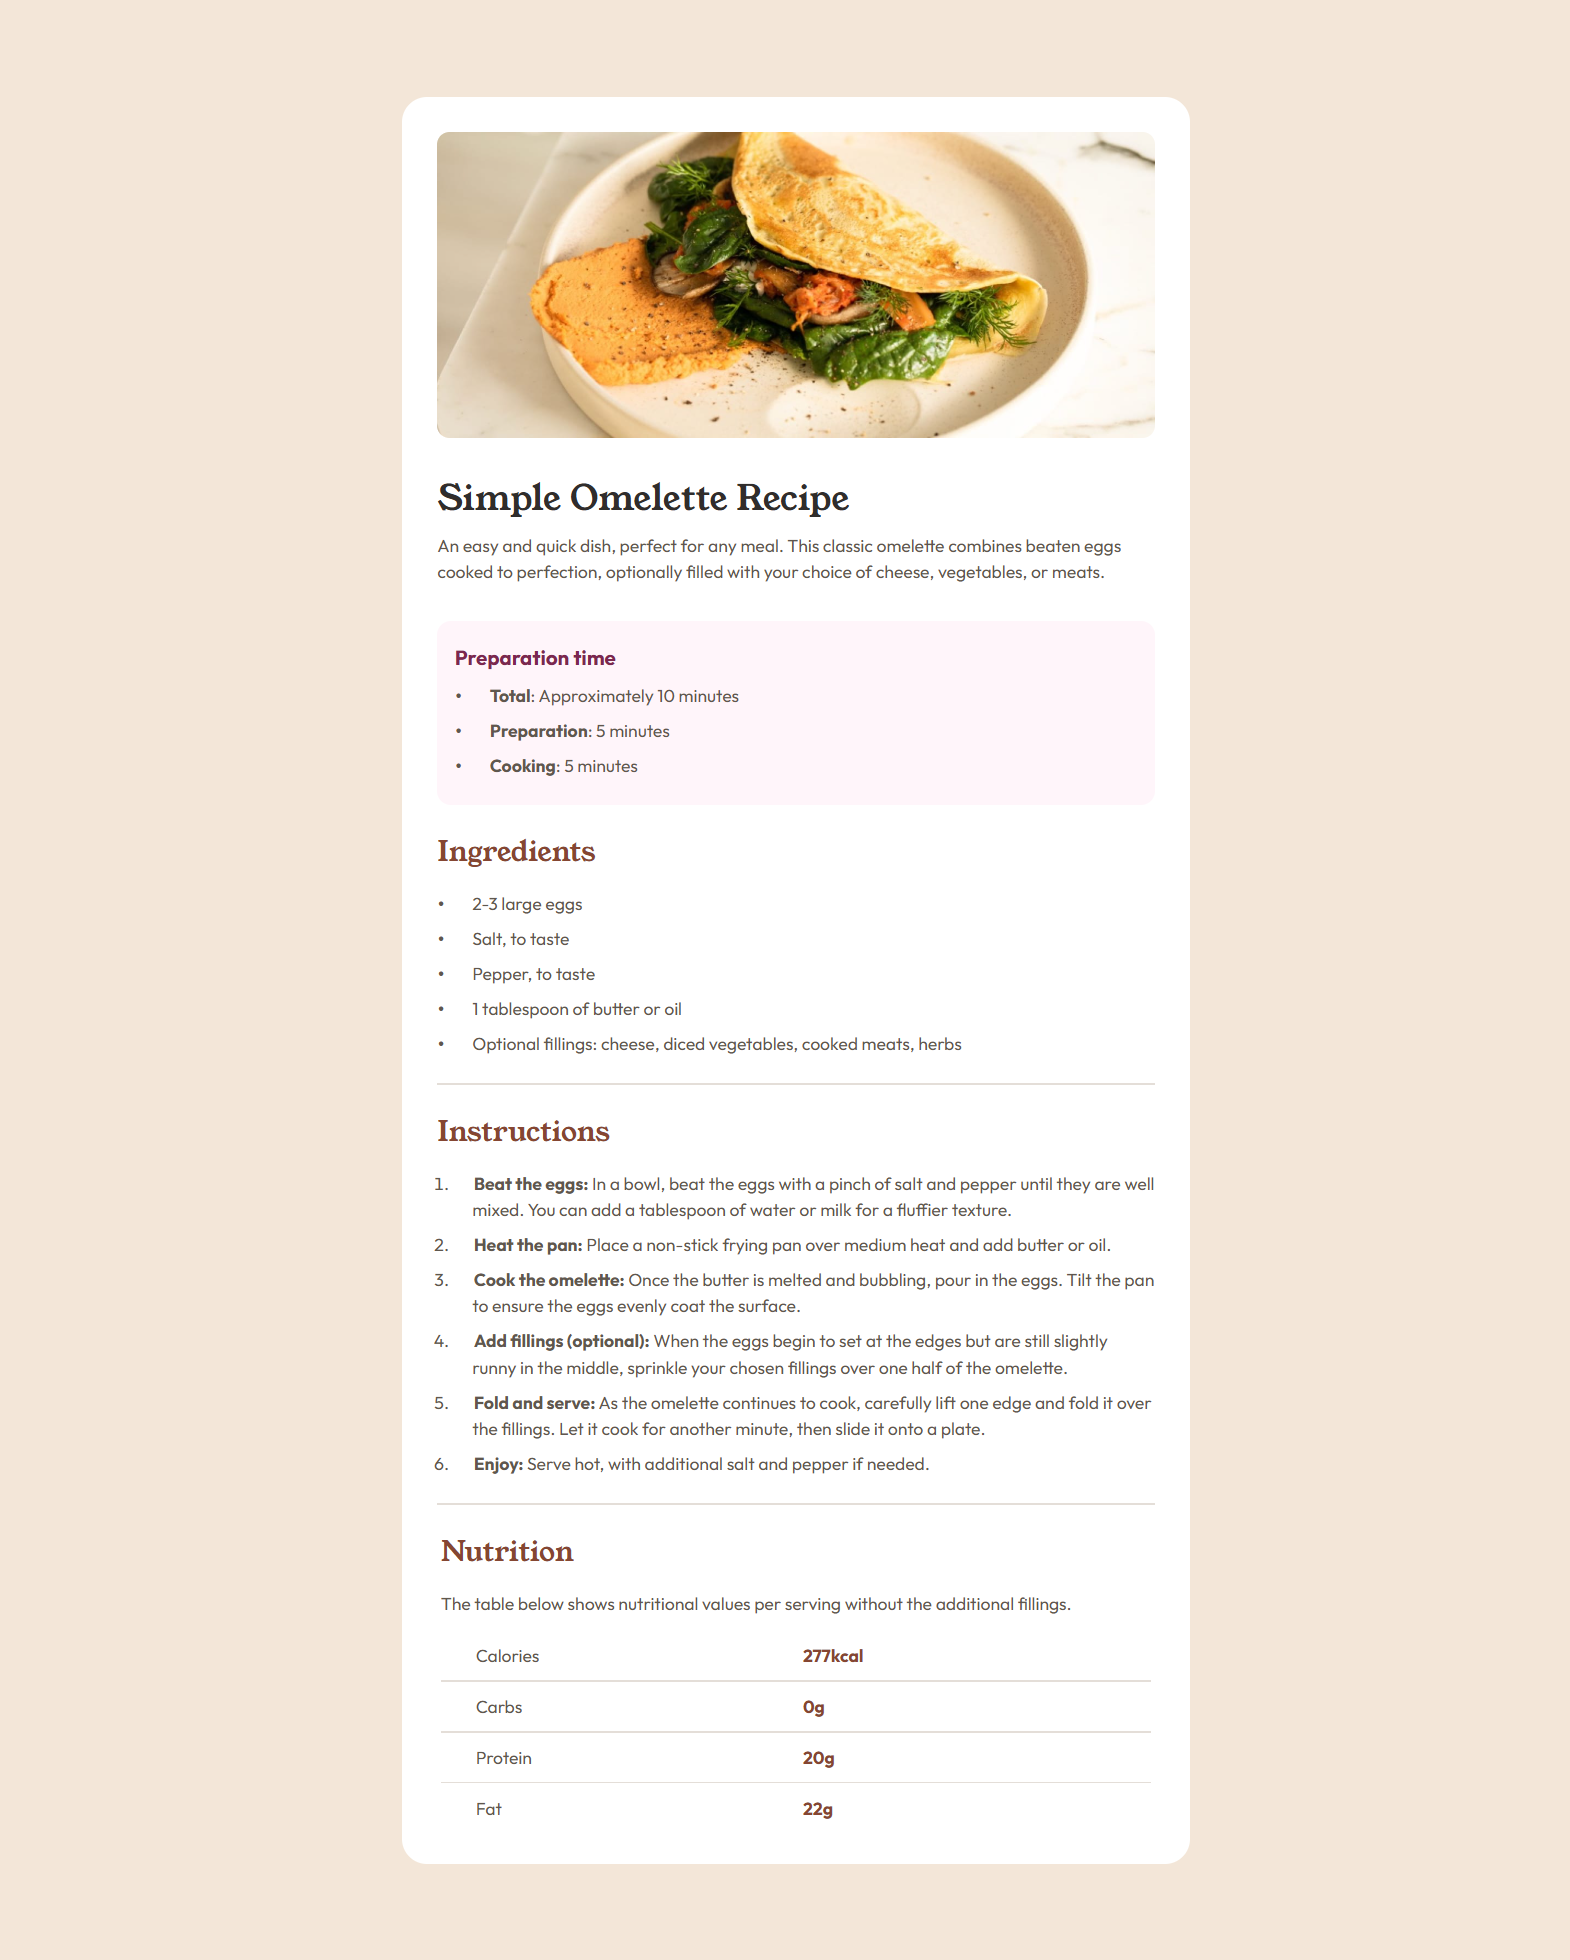 Simple Omelette Recipe
An easy and quick dish, perfect for any meal. This classic omelette combines beaten eggs
cooked to perfection, optionally filled with your choice of cheese, vegetables, or meats.
Preparation time
• Total: Approximately 10 minutes
• Preparation: 5 minutes
• Cooking: 5 minutes
Ingredients
• 2-3 large eggs
• Salt, to taste
• Pepper, to taste
• 1 tablespoon of butter or oil
• Optional fillings: cheese, diced vegetables, cooked meats, herbs
Instructions
1. Beat the eggs: In a bowl, beat the eggs with a pinch of salt and pepper until they are well
mixed. You can add a tablespoon of water or milk for a fluffier texture.
2. Heat the pan: Place a non-stick frying pan over medium heat and add butter or oil.
3. Cook the omelette: Once the butter is melted and bubbling, pour in the eggs. Tilt the pan
to ensure the eggs evenly coat the surface.
4. Add fillings (optional): When the eggs begin to set at the edges but are still slightly
runny in the middle, sprinkle your chosen fillings over one half of the omelette.
5. Fold and serve: As the omelette continues to cook, carefully lift one edge and fold it over
the fillings. Let it cook for another minute, then slide it onto a plate.
6. Enjoy: Serve hot, with additional salt and pepper if needed.
Nutrition
The table below shows nutritional values per serving without the additional fillings.
Calories 277kcal
Carbs 0g
Protein 20g
Fat 22g